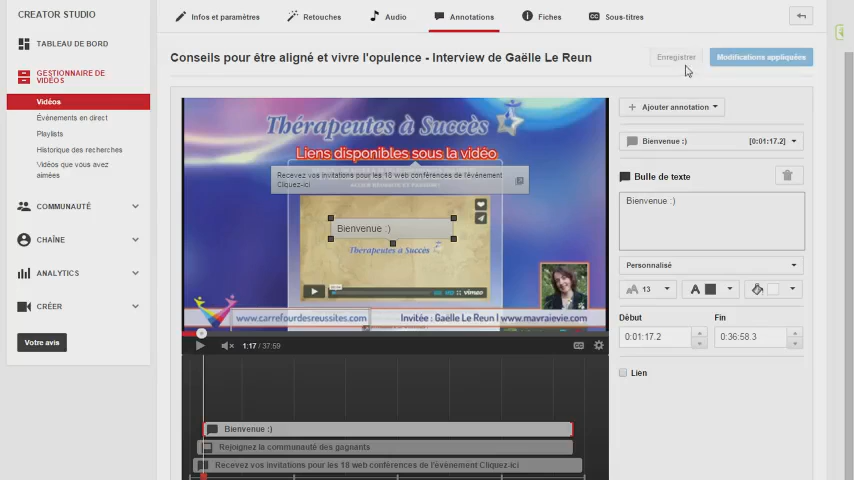 CREATOR STUDIO
Infos et paramètres
Retouches
Audio
Annotations
Fiches
Sous-titres
TABLEAU DE BORD
GESTIONNAIRE DE
VIDÉOS
Vidéos
Évènements en direct
Playlists
Historique des recherches
Vidéos que vous avez
aimées
COMMUNAUTÉ
CHAÎNE
ANALYTICS
CRÉER
Votre avis
Conseils pour être aligné et vivre l'opulence - Interview de Gaëlle Le Reun
Enregistrer
Modifications appliquées
Thérapeutes à Succès
Liens disponibles sous la vidéo
Recevez vos invitations pour les 18 web conférences de l'évènement
Cliquez-ici
Bienvenue :)
Thérapeutes à Succès
vimeo
www.carrefourdesreussites.com
Invitée : Gaëlle Le Reun I www.mavraievie.com
1:17 / 37:59
Bienvenue :)
Rejoignez la communauté des gagnants
Recevez vos invitations pour les 18 web conférences de l'évènement Cliquez-ici
Ajouter annotation
Bienvenue :)
[0:01:17.2]
Bulle de texte
Bienvenue :)
Personnalisé
AA 13
A
Début
Fin
0:01:17.2
0:36:58.3
Lien